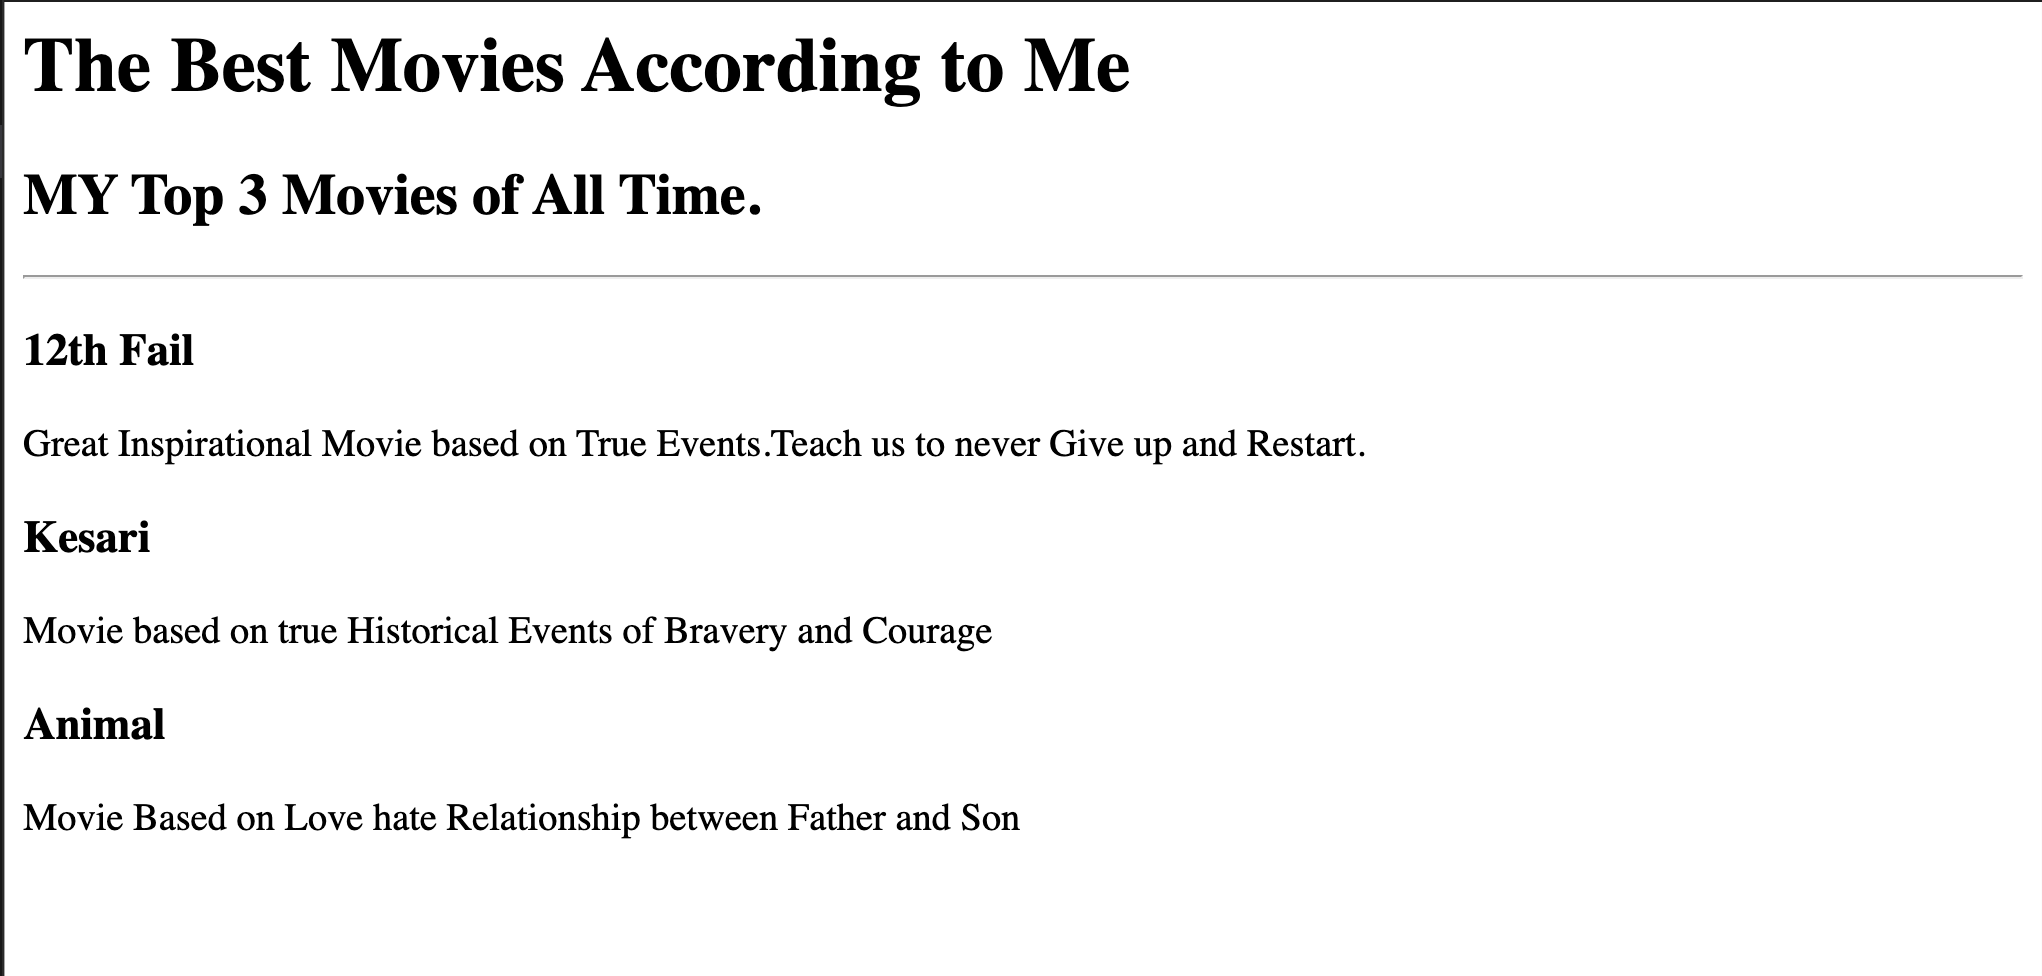 The Best Movies According to Me
MY Top 3 Movies of All Time.
12th Fail
Great Inspirational Movie based on True Events.Teach us to never Give up and Restart.
Kesari
Movie based on true Historical Events of Bravery and Courage
Animal
Movie Based on Love hate Relationship between Father and Son